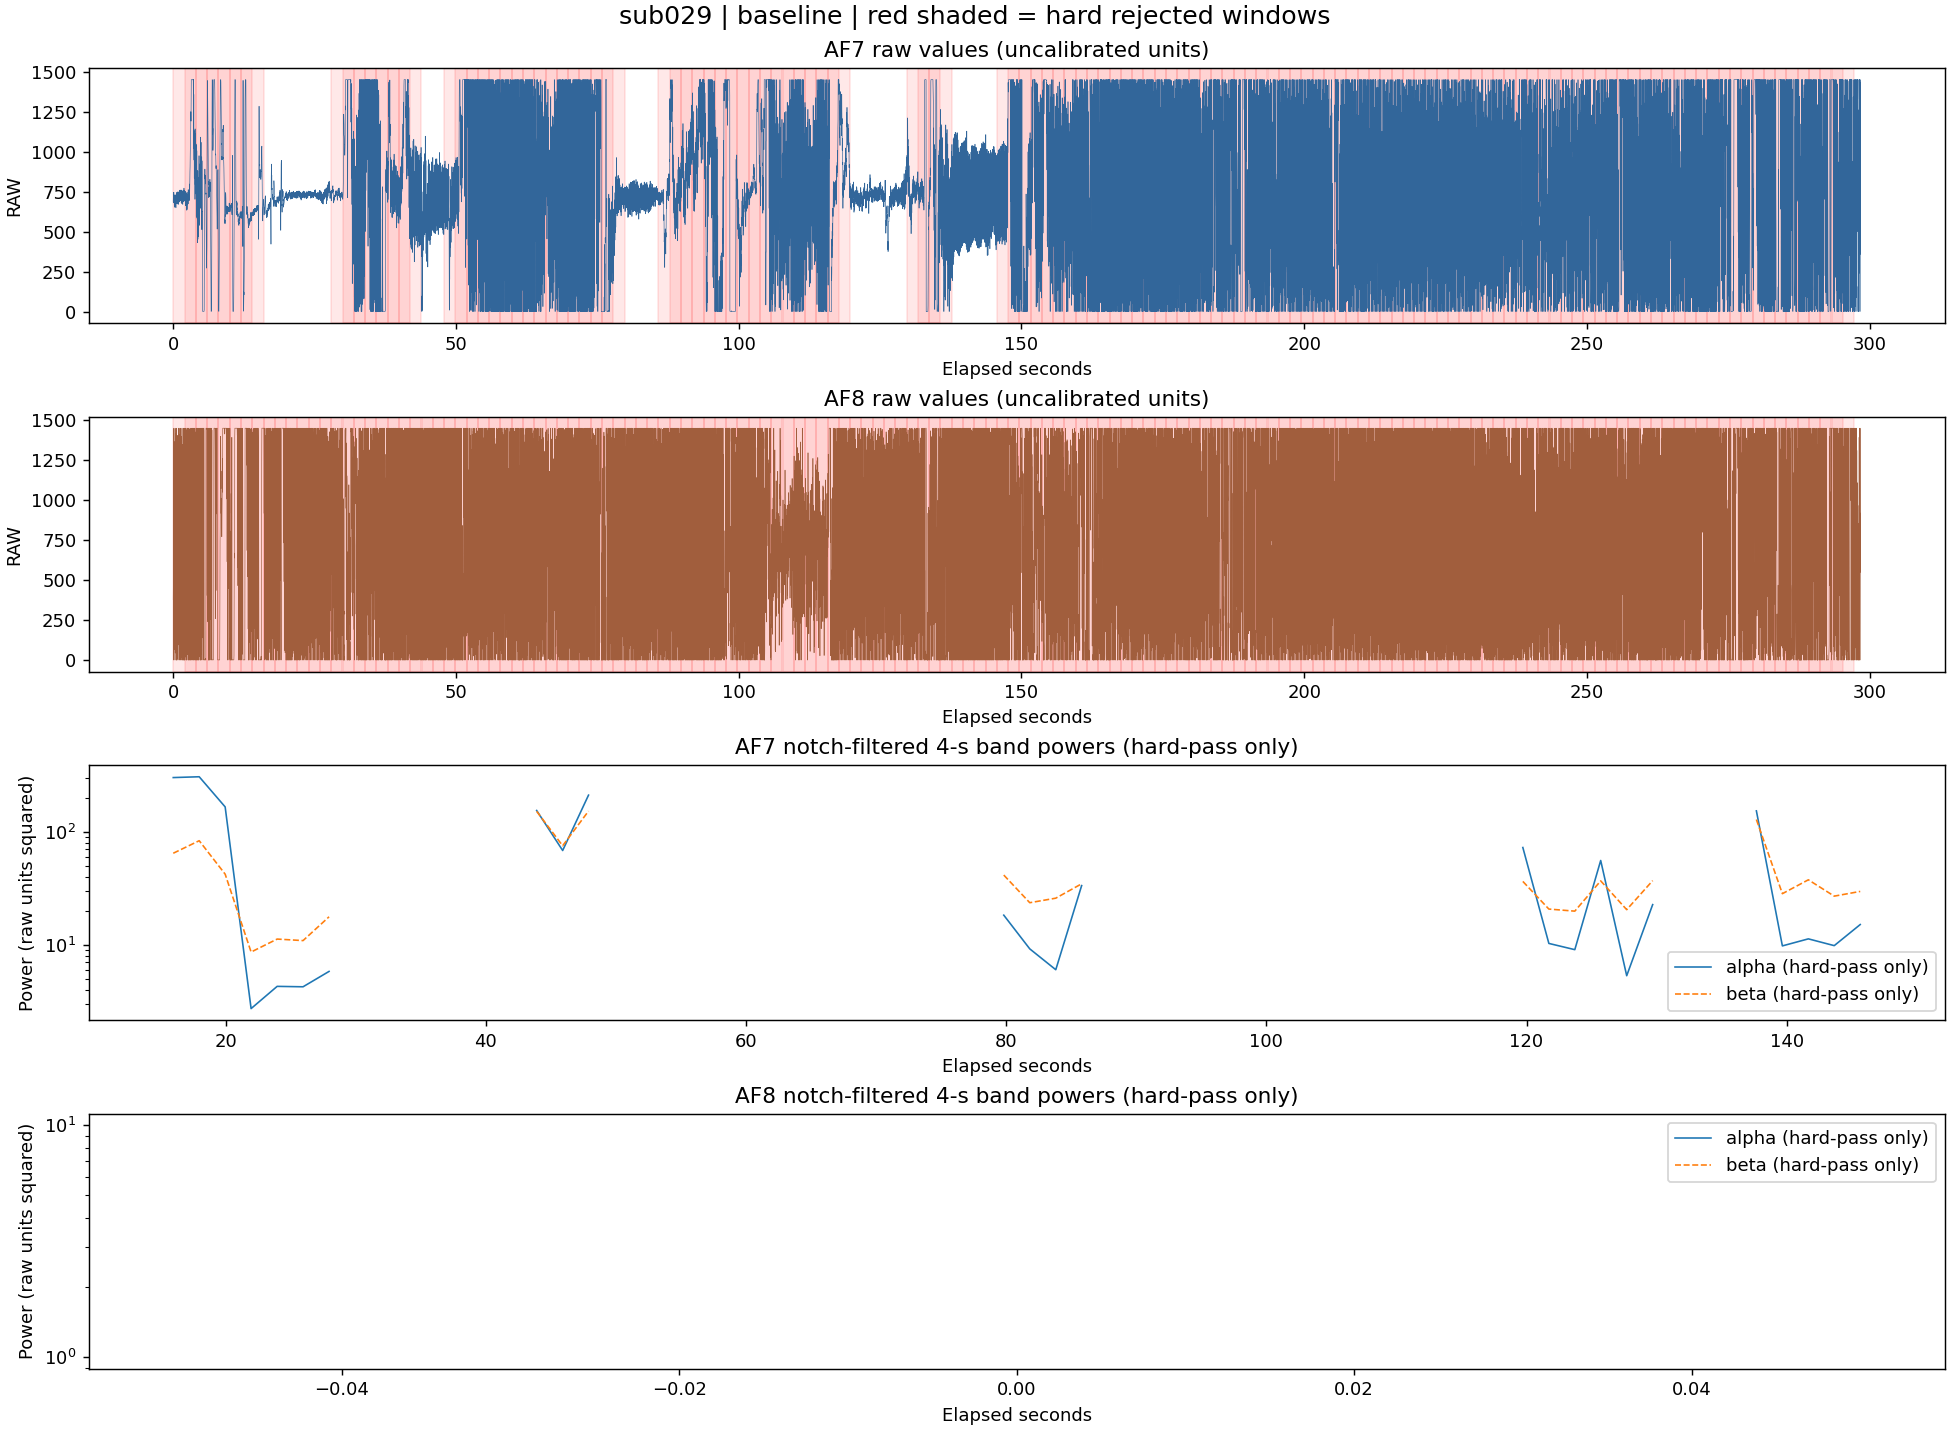 sub029 | baseline | red shaded = hard rejected windows
AF7 raw values (uncalibrated units)
1500
1250
1000
750
500
250
0
RAW
0 50 100 150 200 250 300
Elapsed seconds
AF8 raw values (uncalibrated units)
1500
1250
1000
750
500
250
0
RAW
0 50 100 150 200 250 300
Elapsed seconds
AF7 notch-filtered 4-s band powers (hard-pass only)
10²
10¹
Power (raw units squared)
alpha (hard-pass only)
beta (hard-pass only)
20 40 60 80 100 120 140
Elapsed seconds
AF8 notch-filtered 4-s band powers (hard-pass only)
10¹
10⁰
Power (raw units squared)
alpha (hard-pass only)
beta (hard-pass only)
−0.04 −0.02 0.00 0.02 0.04
Elapsed seconds